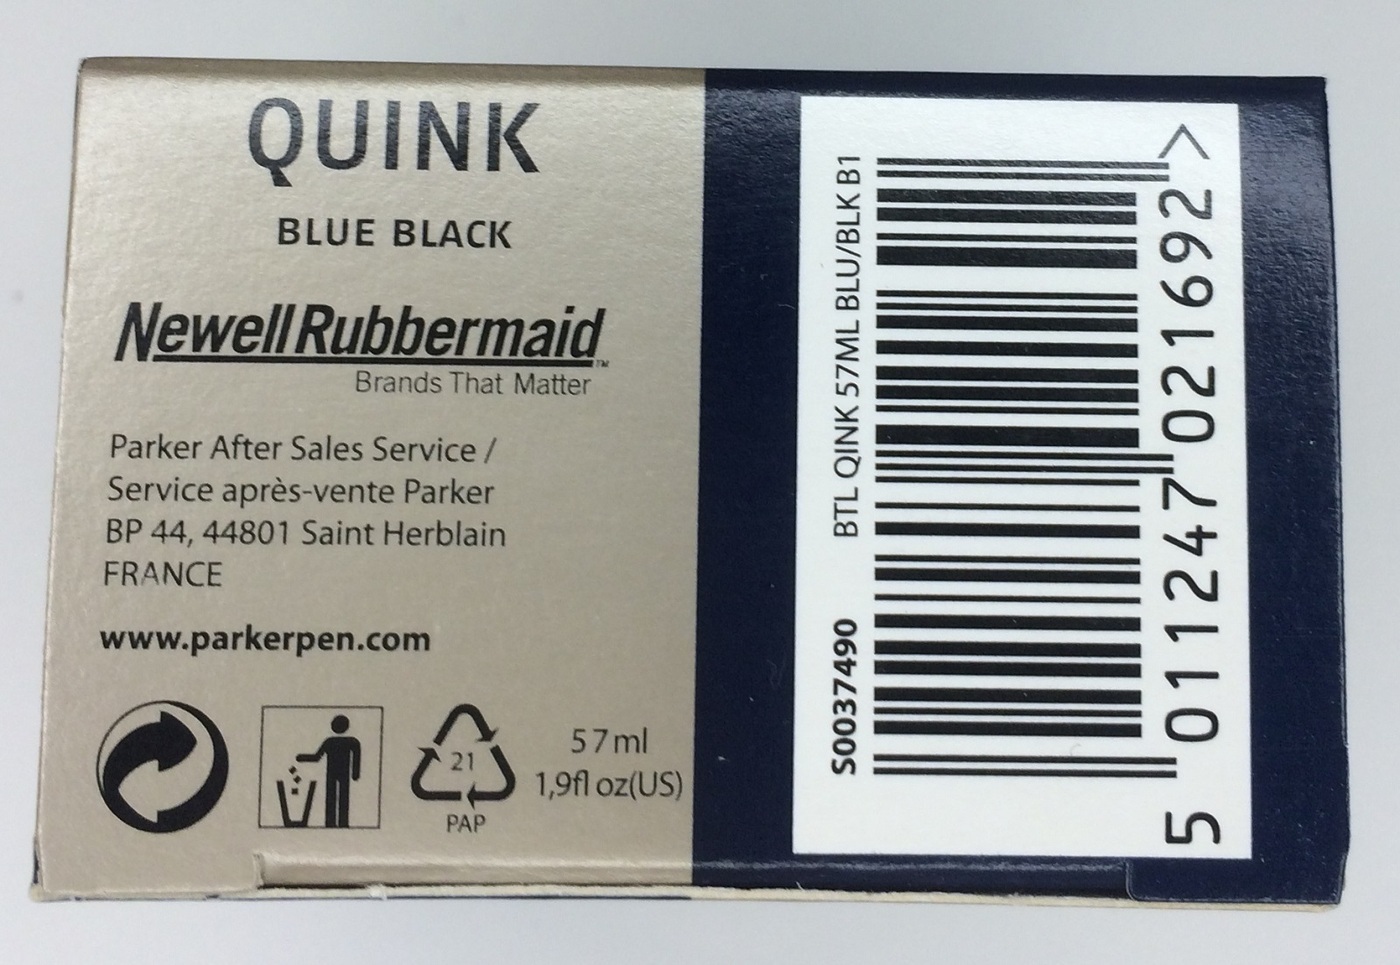 QUINK
BLUE BLACK
NewellRubbermaid™
Brands That Matter
Parker After Sales Service /
Service après-vente Parker
BP 44, 44801 Saint Herblain
FRANCE
www.parkerpen.com
21
PAP
57ml
1,9fl oz(US)
S0037490 BTL QINK 57ML BLU/BLK B1
5 011247 021692 >